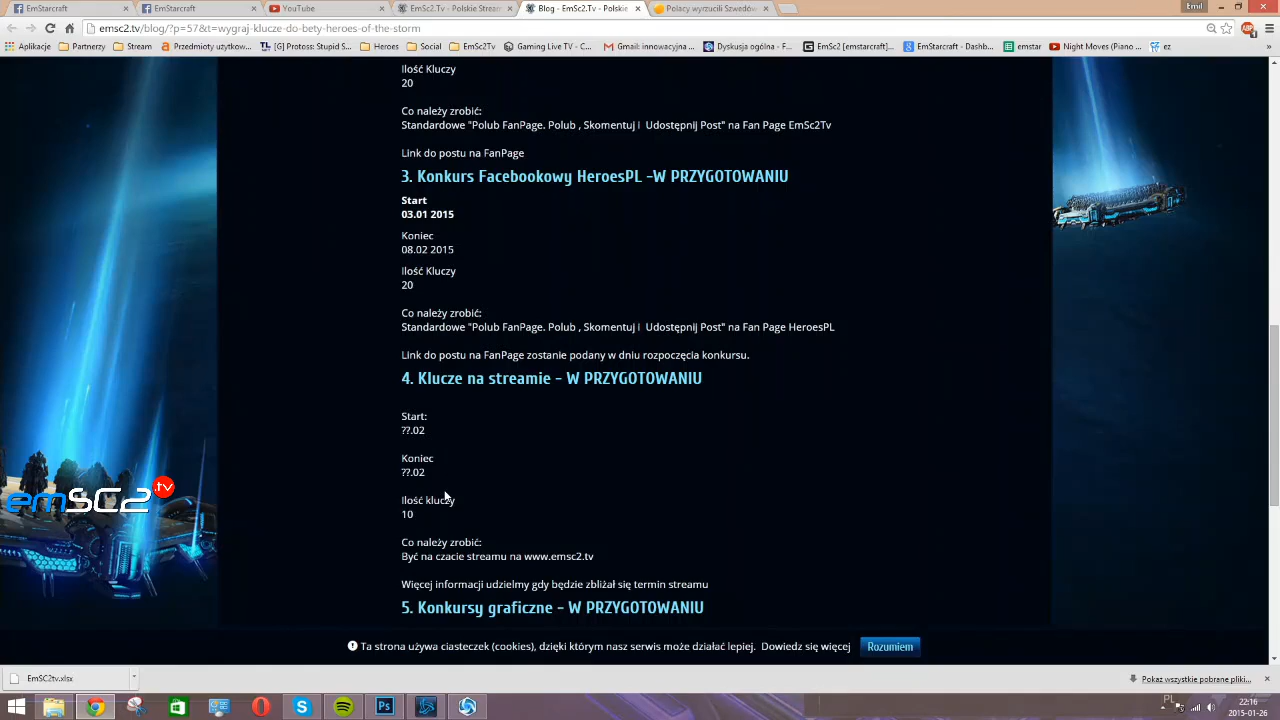 EmStarcraft
EmStarcraft
YouTube
EmSc2.Tv - Polskie Stream
Blog - EmSc2.Tv - Polskie
Polacy wyrzucili Szwedów
Emil
emsc2.tv/blog/?p=57&t=wygraj-klucze-do-bety-heroes-of-the-storm
Aplikacje
Partnerzy
Stream
Przedmioty użytkow...
[G] Protoss: Stupid S...
Heroes
Social
EmSc2Tv
Gaming Live TV - C...
Gmail: innowacyjna ...
Dyskusja ogólna - F...
EmSc2 [emstarcraft]...
EmStarcraft - Dashb...
emstar
Night Moves (Piano ...
ez
»
Ilość Kluczy
20
Co należy zrobić:
Standardowe "Polub FanPage. Polub , Skomentuj i Udostępnij Post" na Fan Page EmSc2Tv
Link do postu na FanPage
3. Konkurs Facebookowy HeroesPL -W PRZYGOTOWANIU
Start
03.01 2015
Koniec
08.02 2015
Ilość Kluczy
20
Co należy zrobić:
Standardowe "Polub FanPage. Polub , Skomentuj i Udostępnij Post" na Fan Page HeroesPL
Link do postu na FanPage zostanie podany w dniu rozpoczęcia konkursu.
4. Klucze na streamie - W PRZYGOTOWANIU
Start:
??.02
Koniec
??.02
Ilość kluczy
10
Co należy zrobić:
Być na czacie streamu na www.emsc2.tv
Więcej informacji udzielmy gdy będzie zbliżał się termin streamu
5. Konkursy graficzne - W PRZYGOTOWANIU
emSC2 .tv
Ta strona używa ciasteczek (cookies), dzięki którym nasz serwis może działać lepiej. Dowiedz się więcej
Rozumiem
EmSC2tv.xlsx
Pokaż wszystkie pobrane pliki...
22:16
2015-01-26